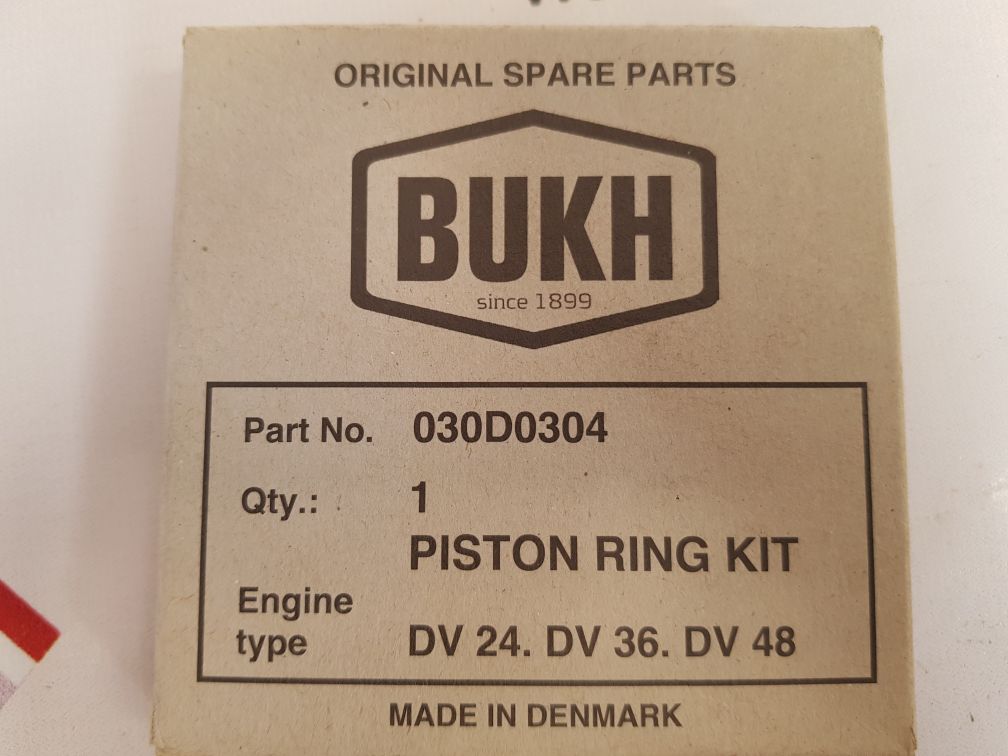 ORIGINAL SPARE PARTS
BUKH
since 1899
Part No. 030D0304
Qty.: 1
PISTON RING KIT
Engine
type DV 24. DV 36. DV 48
MADE IN DENMARK